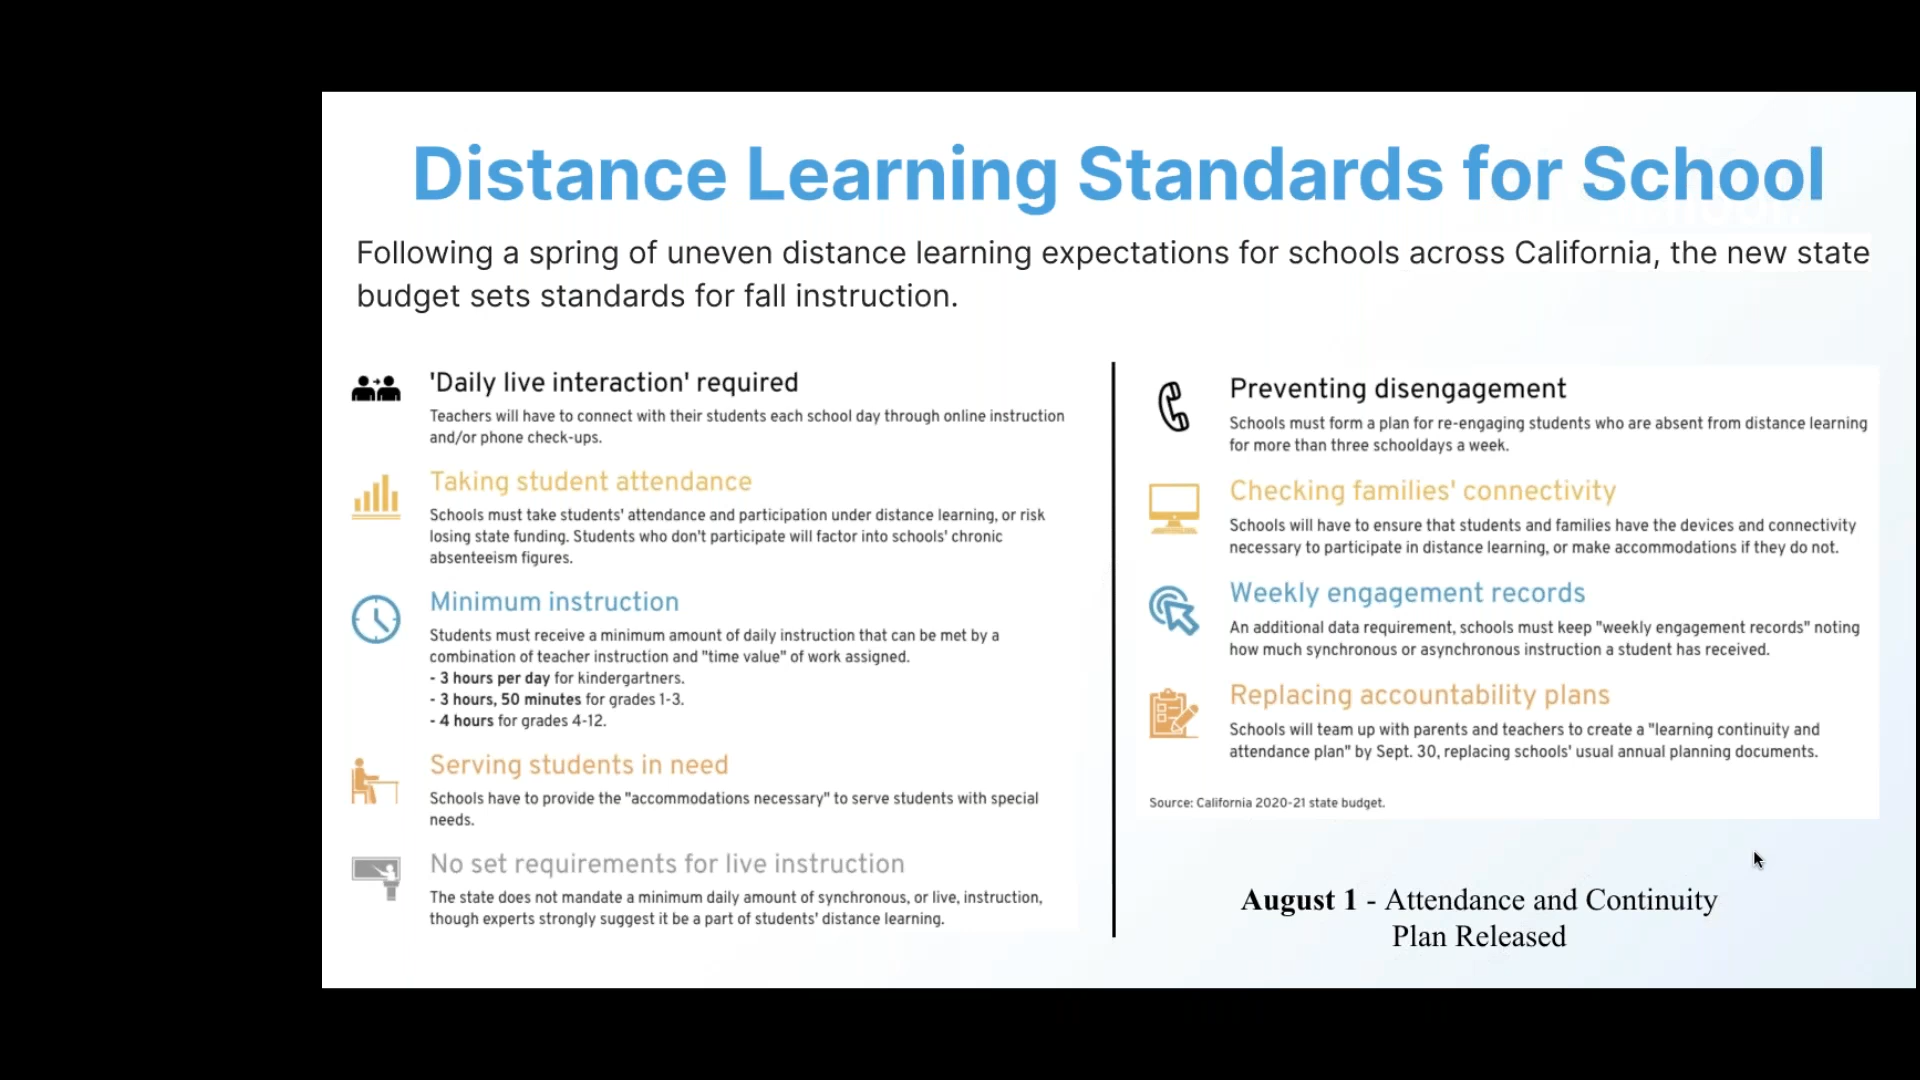 Distance Learning Standards for School
Following a spring of uneven distance learning expectations for schools across California, the new state
budget sets standards for fall instruction.
'Daily live interaction' required
Teachers will have to connect with their students each school day through online instruction
and/or phone check-ups.
Taking student attendance
Schools must take students' attendance and participation under distance learning, or risk
losing state funding. Students who don't participate will factor into schools' chronic
absenteeism figures.
Minimum instruction
Students must receive a minimum amount of daily instruction that can be met by a
combination of teacher instruction and "time value" of work assigned.
- 3 hours per day for kindergartners.
- 3 hours, 50 minutes for grades 1-3.
- 4 hours for grades 4-12.
Serving students in need
Schools have to provide the "accommodations necessary" to serve students with special
needs.
No set requirements for live instruction
The state does not mandate a minimum daily amount of synchronous, or live, instruction,
though experts strongly suggest it be a part of students' distance learning.
Preventing disengagement
Schools must form a plan for re-engaging students who are absent from distance learning
for more than three schooldays a week.
Checking families' connectivity
Schools will have to ensure that students and families have the devices and connectivity
necessary to participate in distance learning, or make accommodations if they do not.
Weekly engagement records
An additional data requirement, schools must keep "weekly engagement records" noting
how much synchronous or asynchronous instruction a student has received.
Replacing accountability plans
Schools will team up with parents and teachers to create a "learning continuity and
attendance plan" by Sept. 30, replacing schools' usual annual planning documents.
Source: California 2020-21 state budget.
August 1 - Attendance and Continuity
Plan Released